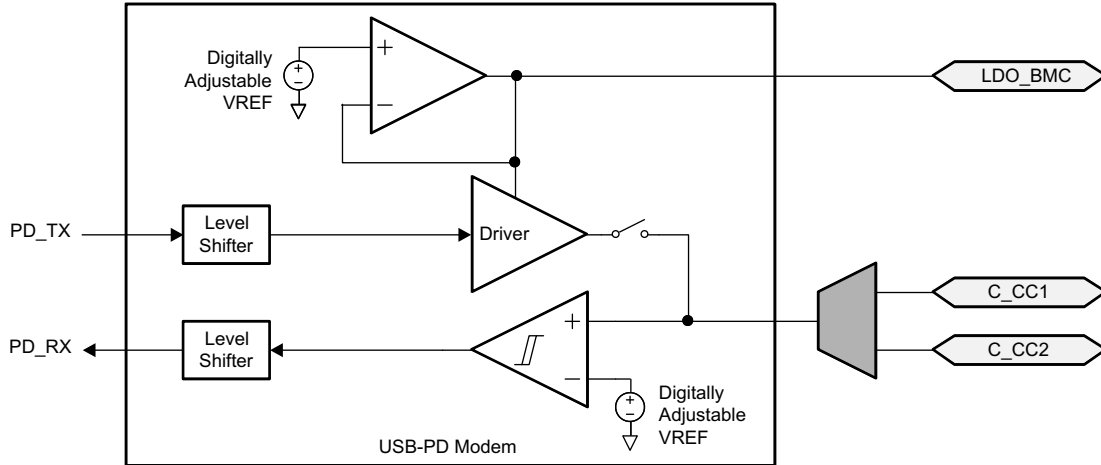 Digitally
Adjustable
VREF
+
−
+
−
LDO_BMC
PD_TX
Level
Shifter
Driver
C_CC1
PD_RX
Level
Shifter
+
−
C_CC2
+
−
Digitally
Adjustable
VREF
USB-PD Modem